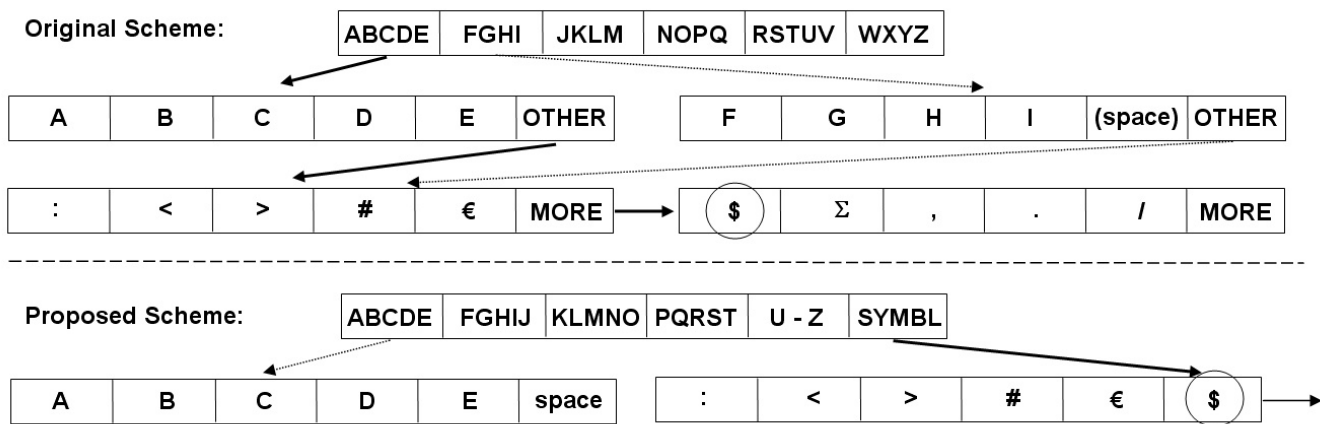 Original Scheme: ABCDE FGHI JKLM NOPQ RSTUV WXYZ
A B C D E OTHER F G H I (space) OTHER
: < > # € MORE $ Σ , . / MORE
Proposed Scheme: ABCDE FGHIJ KLMNO PQRST U - Z SYMBL
A B C D E space : < > # € $